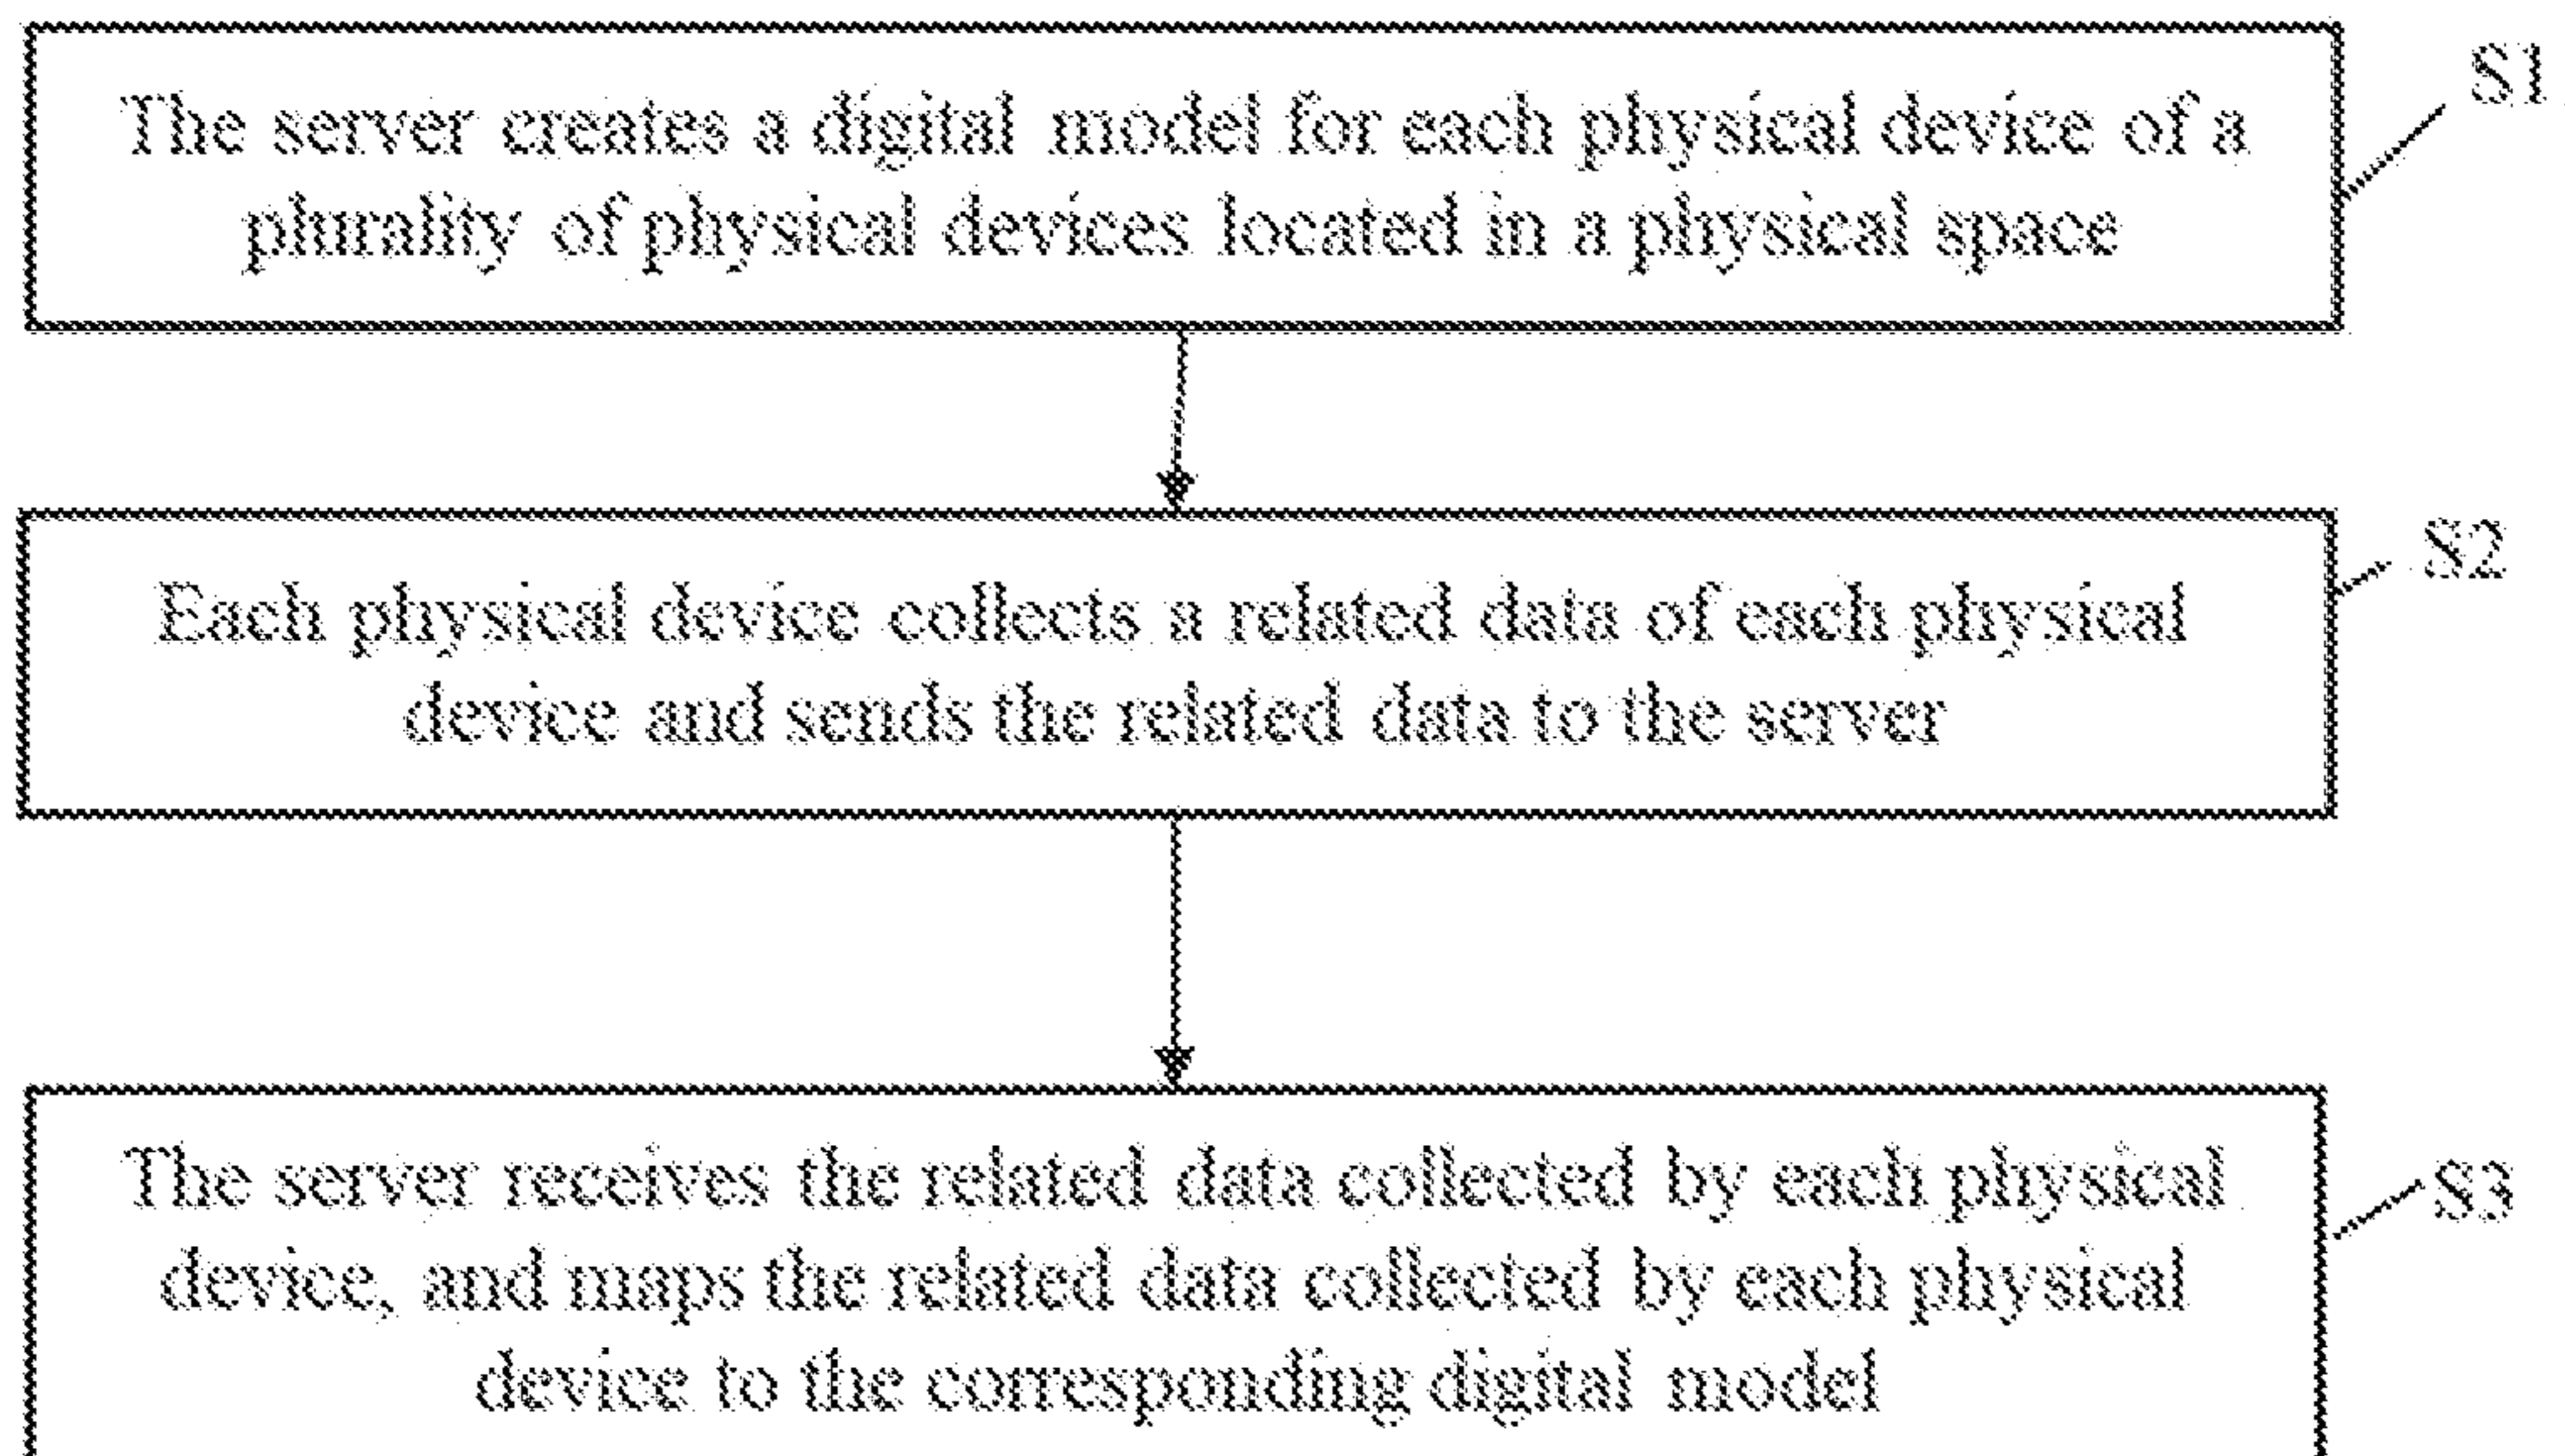 The server creates a digital model for each physical device of a
plurality of physical devices located in a physical space
S1
Each physical device collects a related data of each physical
device and sends the related data to the server
S2
The server receives the related data collected by each physical
device, and maps the related data collected by each physical
device to the corresponding digital model
S3